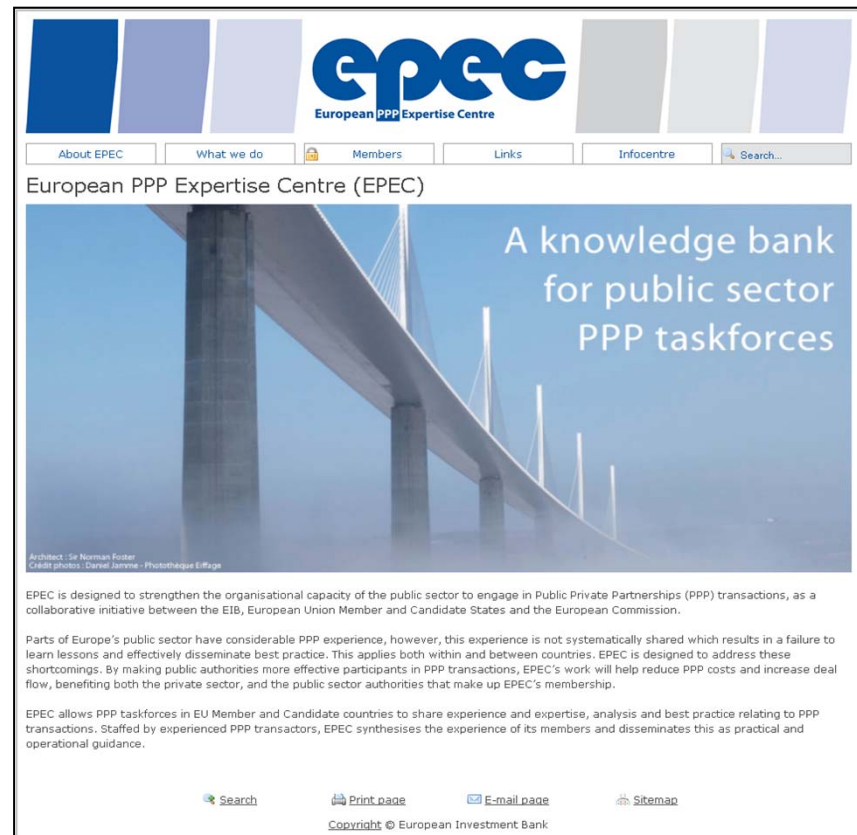 epec
European PPP Expertise Centre
About EPEC
What we do
Members
Links
Infocentre
Search...
European PPP Expertise Centre (EPEC)
A knowledge bank
for public sector
PPP taskforces
Architect : Sir Norman Foster
Crédit photos : Daniel Jamme - Photothèque Eiffage
EPEC is designed to strengthen the organisational capacity of the public sector to engage in Public Private Partnerships (PPP) transactions, as a
collaborative initiative between the EIB, European Union Member and Candidate States and the European Commission.
Parts of Europe's public sector have considerable PPP experience, however, this experience is not systematically shared which results in a failure to
learn lessons and effectively disseminate best practice. This applies both within and between countries. EPEC is designed to address these
shortcomings. By making public authorities more effective participants in PPP transactions, EPEC's work will help reduce PPP costs and increase deal
flow, benefiting both the private sector, and the public sector authorities that make up EPEC's membership.
EPEC allows PPP taskforces in EU Member and Candidate countries to share experience and expertise, analysis and best practice relating to PPP
transactions. Staffed by experienced PPP transactors, EPEC synthesises the experience of its members and disseminates this as practical and
operational guidance.
Search
Print page
E-mail page
Sitemap
Copyright © European Investment Bank